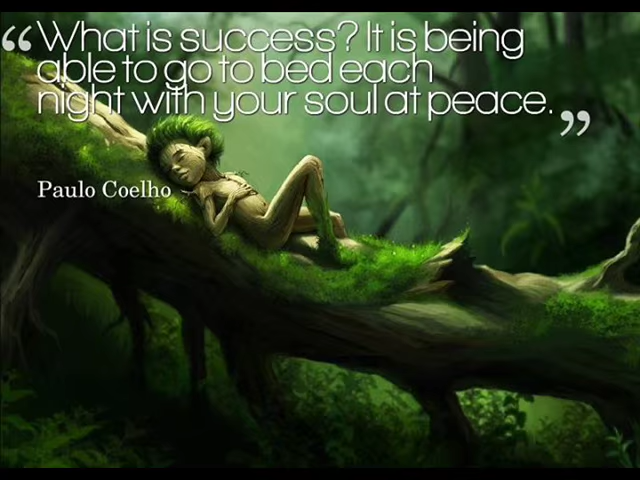 “What is success? It is being
able to go to bed each
night with your soul at peace.”
Paulo Coelho